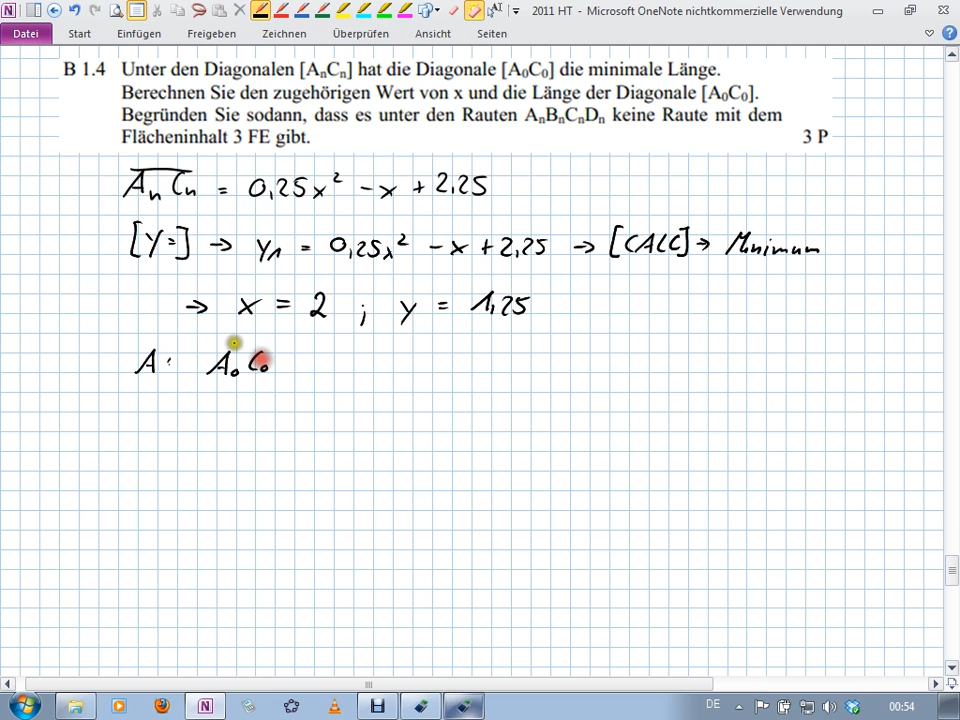 2011 HT - Microsoft OneNote nichtkommerzielle Verwendung
Datei Start Einfügen Freigeben Zeichnen Überprüfen Ansicht Seiten
B 1.4 Unter den Diagonalen [AₙCₙ] hat die Diagonale [A₀C₀] die minimale Länge.
Berechnen Sie den zugehörigen Wert von x und die Länge der Diagonale [A₀C₀].
Begründen Sie sodann, dass es unter den Rauten AₙBₙCₙDₙ keine Raute mit dem
Flächeninhalt 3 FE gibt. 3 P
A̅ₙC̅ₙ = 0,25x² - x + 2,25
[Y=] → Y1 = 0,25x² - x + 2,25 → [CALC] → Minimum
→ x = 2 ; y = 1,25
A: A₀C₀
DE 00:54